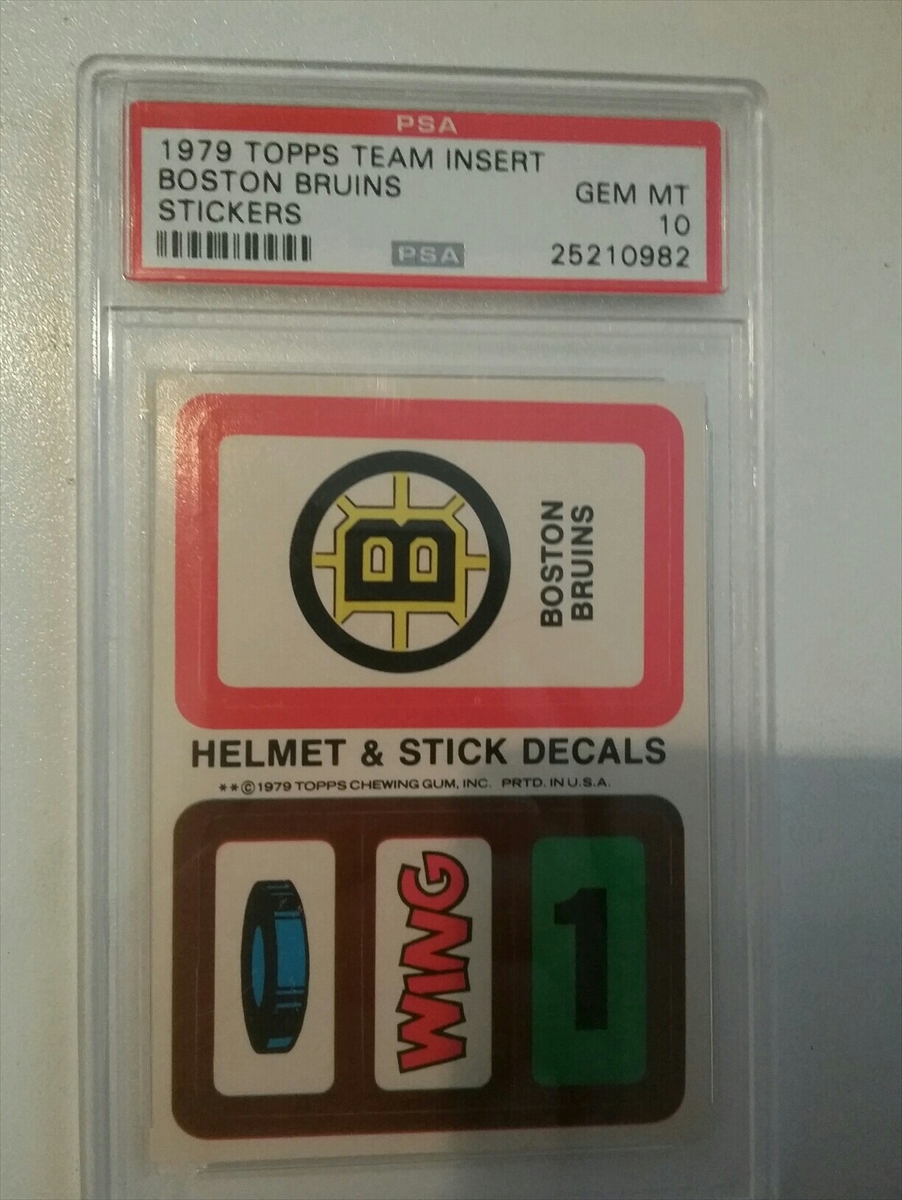 PSA
1979 TOPPS TEAM INSERT
BOSTON BRUINS
GEM MT
STICKERS
10
PSA
25210982
B
BOSTON
BRUINS
HELMET & STICK DECALS
**©1979 TOPPS CHEWING GUM, INC. PRTD. IN U.S.A.
WING
1